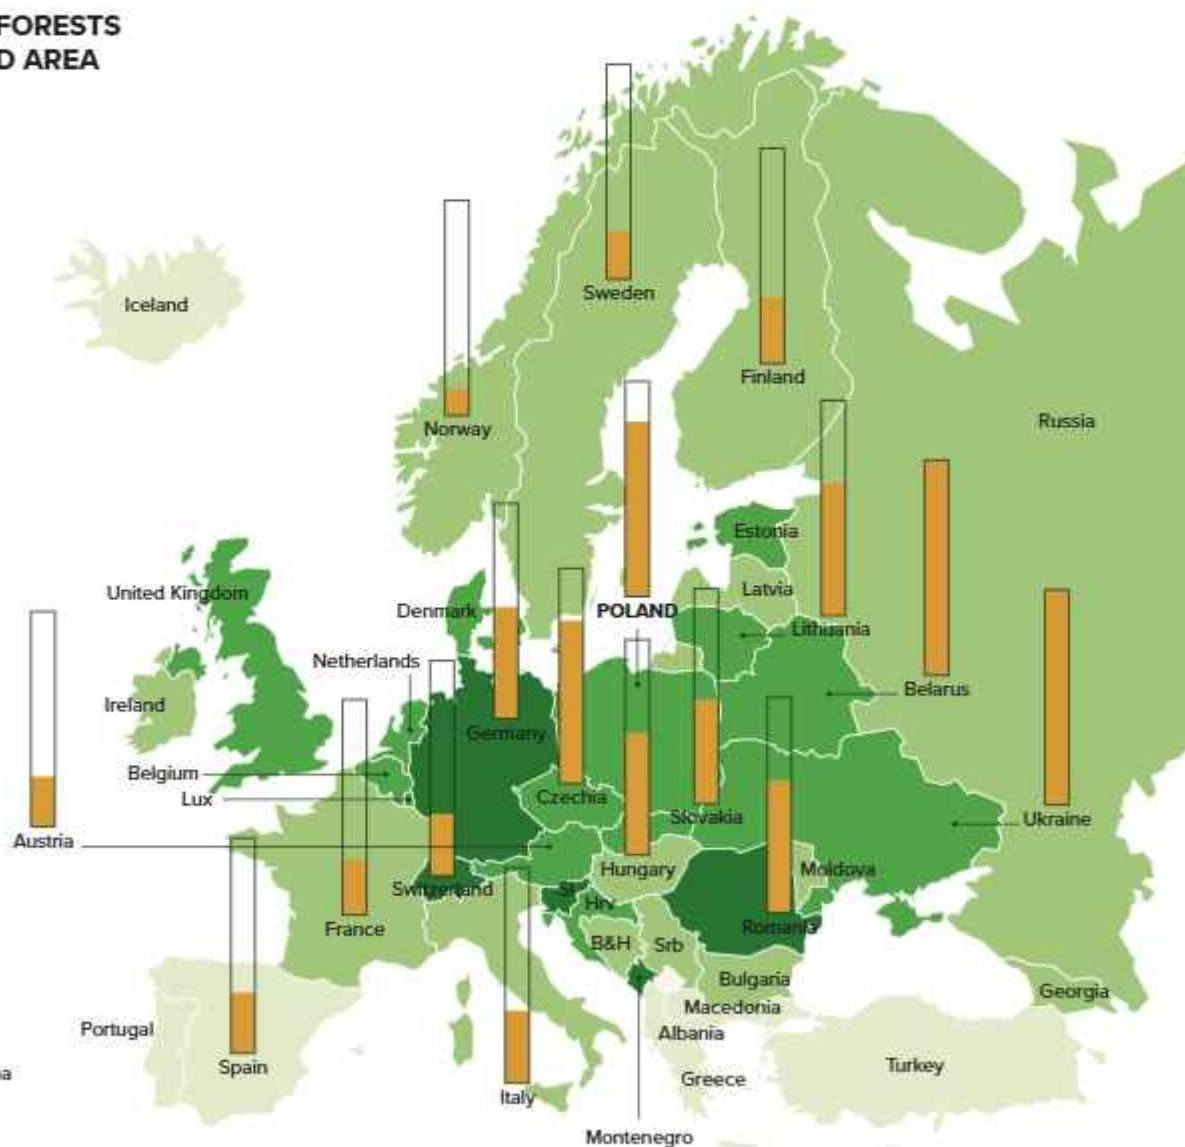 FORESTS
D AREA
Iceland
Sweden
Finland
Norway
Russia
Estonia
United Kingdom
Denmark
POLAND
Latvia
Lithuania
Netherlands
Belarus
Ireland
Germany
Belgium
Lux
Czechia
Slovakia
Ukraine
Austria
Hungary
Moldova
Switzerland
Sl
Hrv
France
Romania
B&H
Srb
Bulgaria
Georgia
Macedonia
Portugal
Albania
Spain
Turkey
na
Greece
Italy
Montenegro